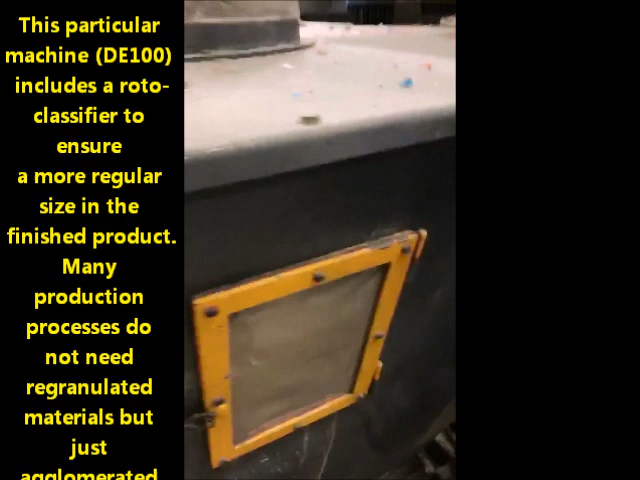 This particular
machine (DE100)
includes a roto-
classifier to
ensure
a more regular
size in the
finished product.
Many
production
processes do
not need
regranulated
materials but
just
agglomerated